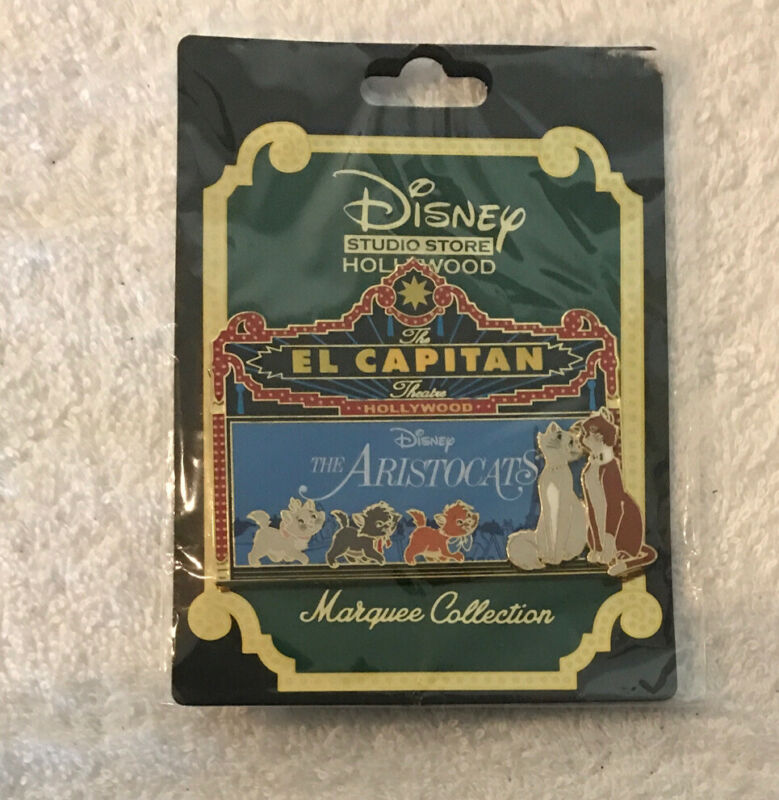 Disney
STUDIO STORE
HOLLYWOOD
The
EL CAPITAN
Theatre
HOLLYWOOD
Disney
THE ARISTOCATS
Marquee Collection